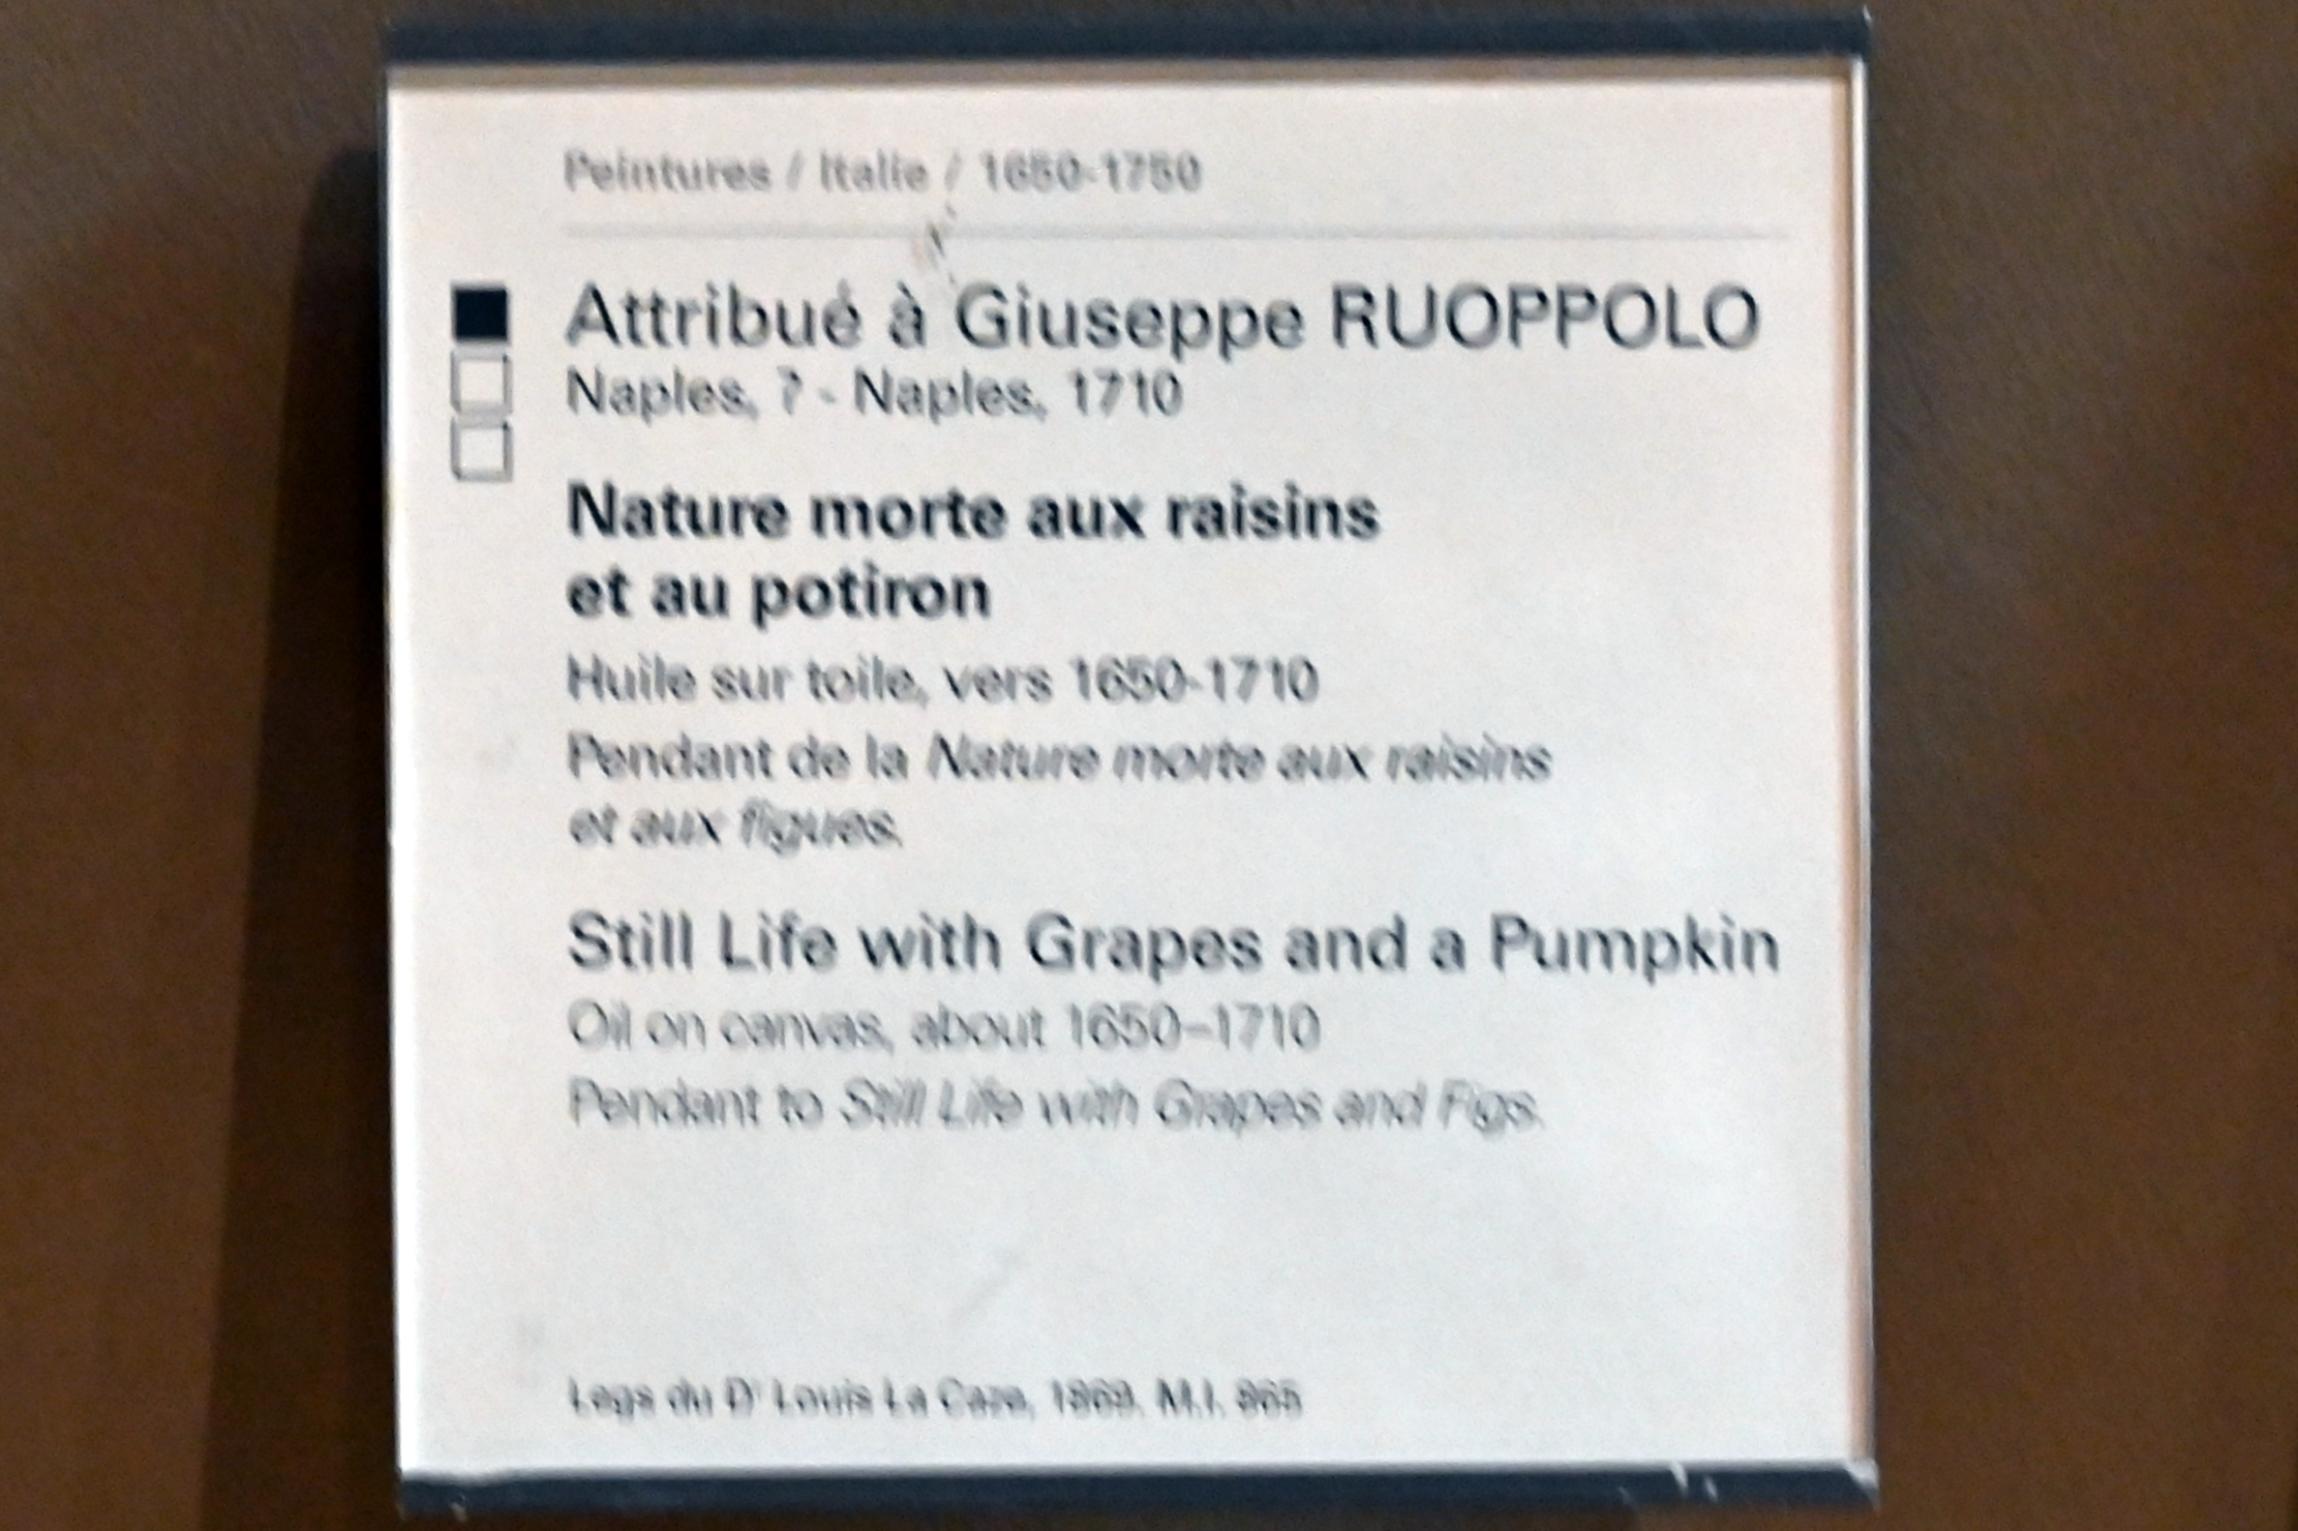 Peintures / Italie / 1650-1750
Attribué à Giuseppe RUOPPOLO
Naples, ? - Naples, 1710
Nature morte aux raisins
et au potiron
Huile sur toile, vers 1650-1710
Pendant de la Nature morte aux raisins
et aux figues.
Still Life with Grapes and a Pumpkin
Oil on canvas, about 1650–1710
Pendant to Still Life with Grapes and Figs.
Legs du Dr Louis La Caze, 1869. M.I. 965